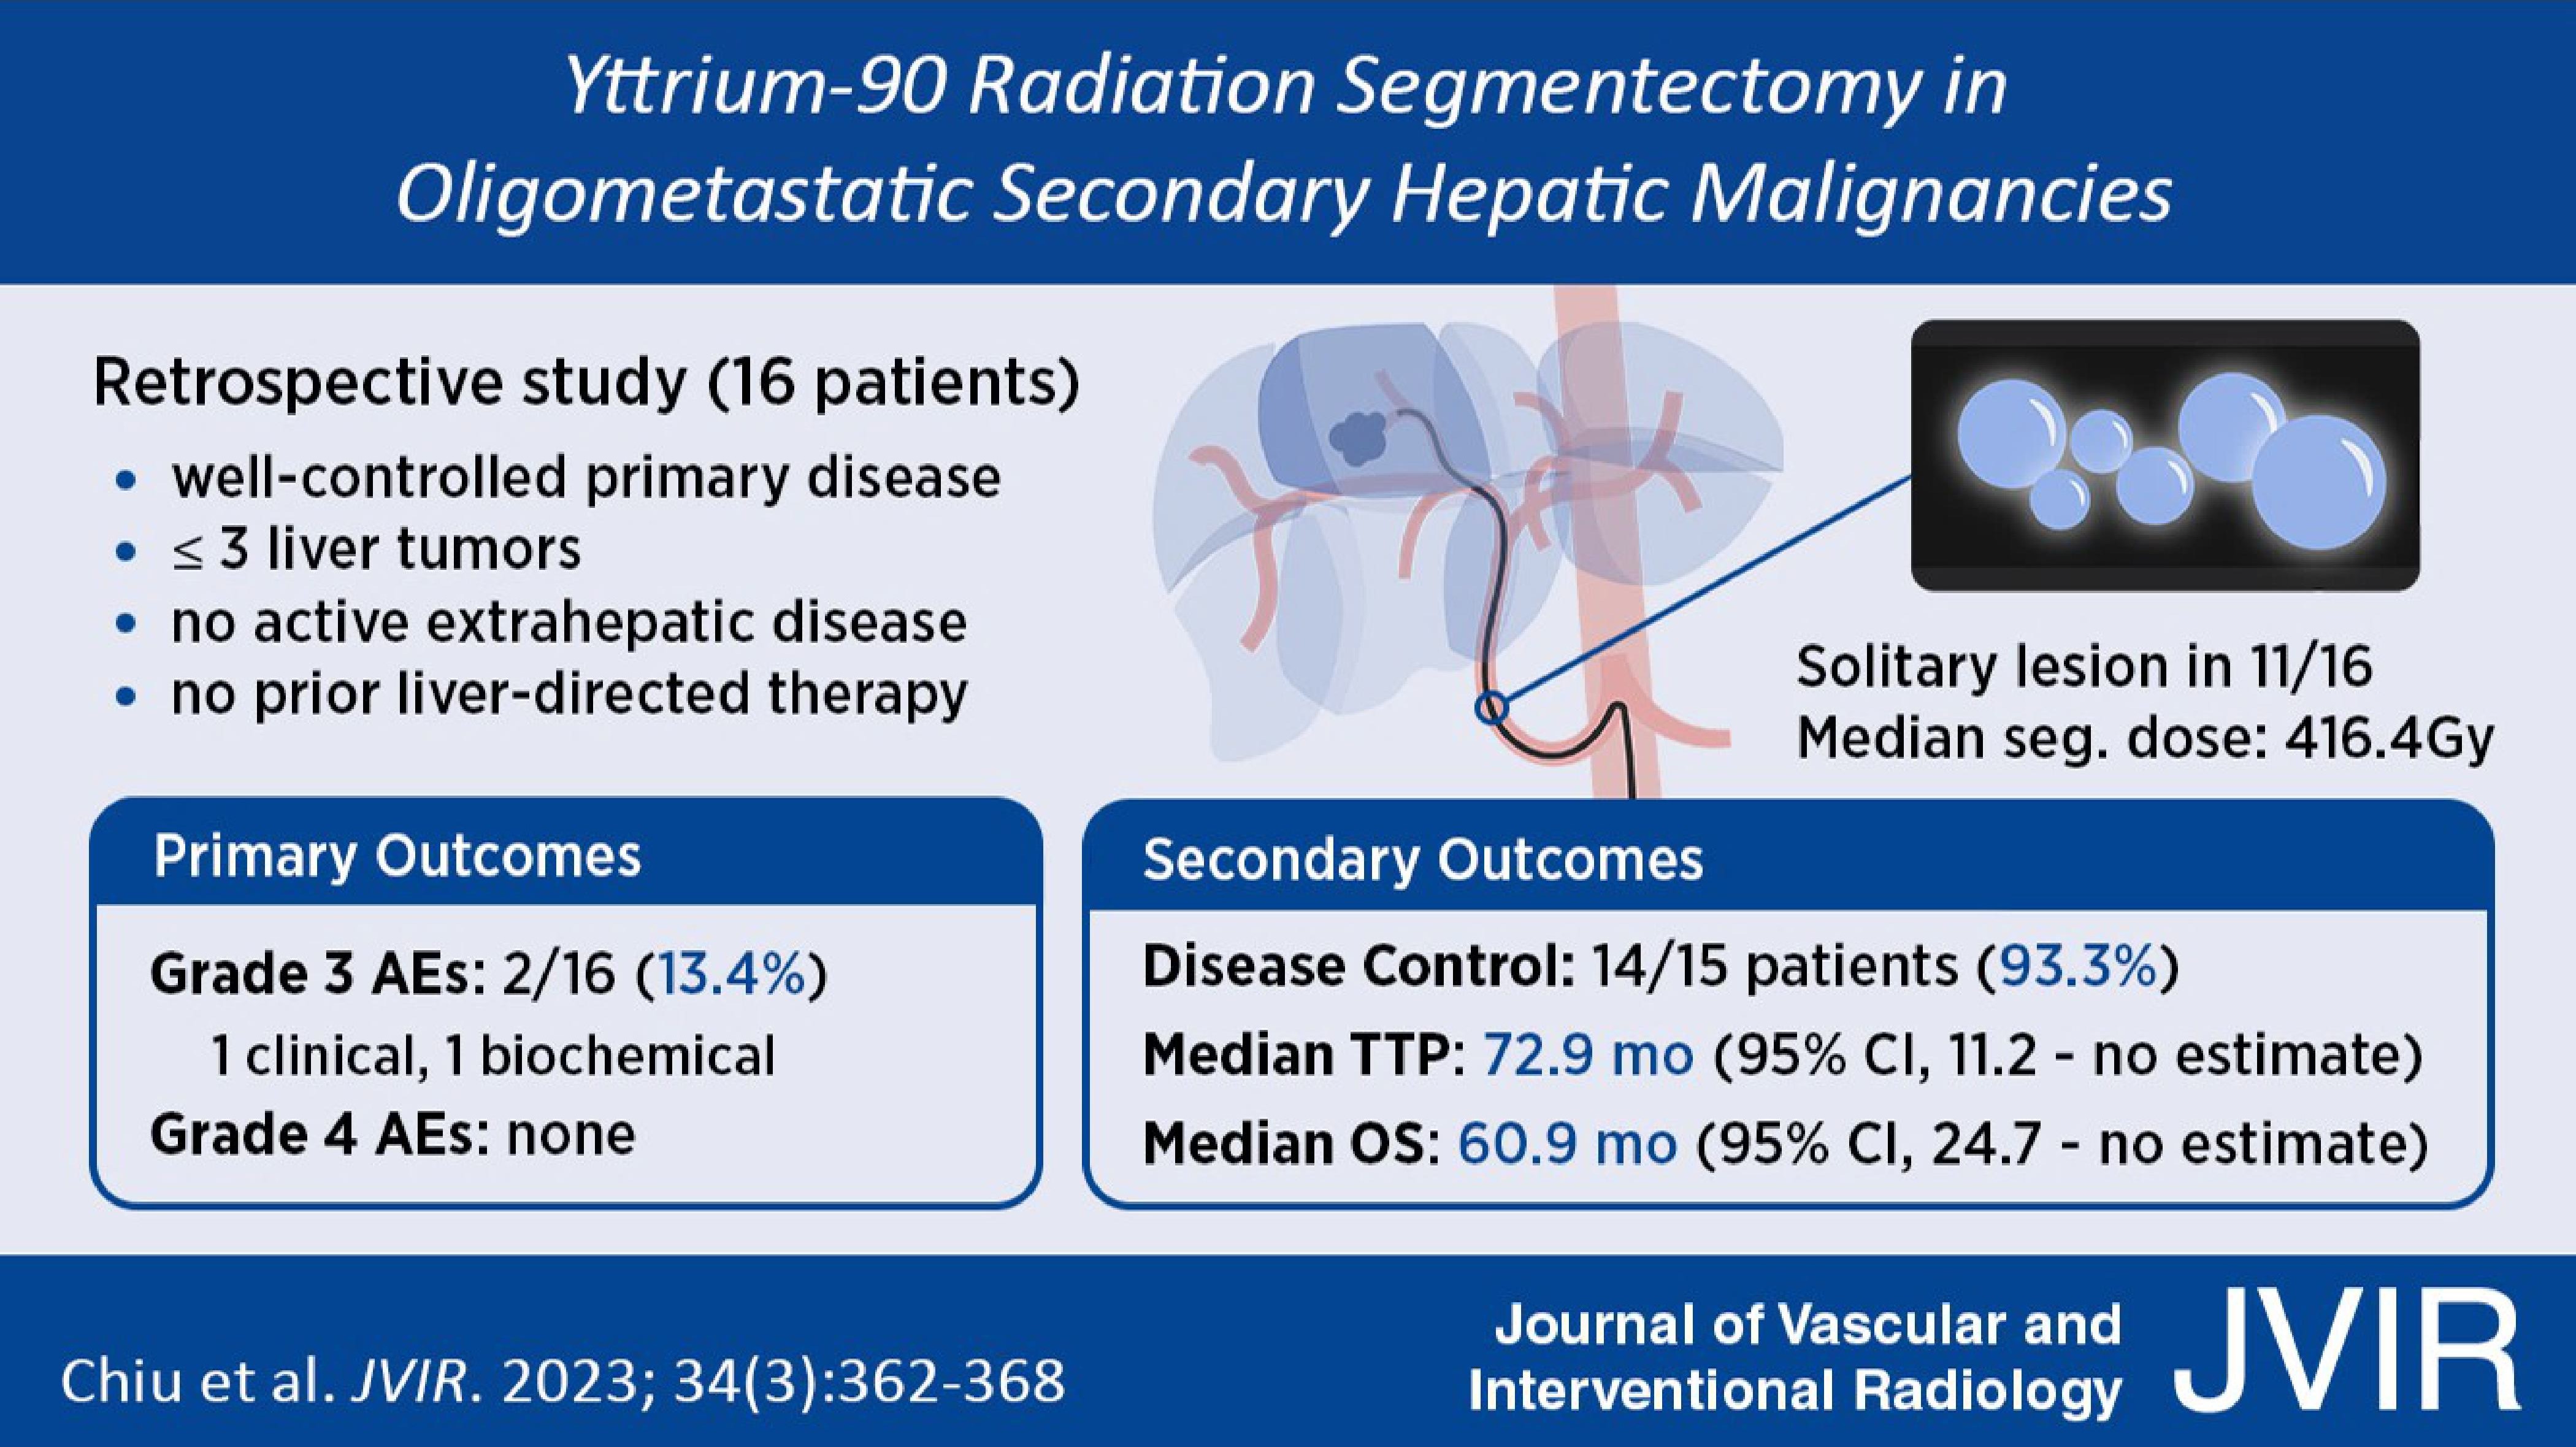 Yttrium-90 Radiation Segmentectomy in
Oligometastatic Secondary Hepatic Malignancies
Retrospective study (16 patients)
• well-controlled primary disease
• ≤ 3 liver tumors
• no active extrahepatic disease
• no prior liver-directed therapy
Solitary lesion in 11/16
Median seg. dose: 416.4Gy
Primary Outcomes
Grade 3 AEs: 2/16 (13.4%)
1 clinical, 1 biochemical
Grade 4 AEs: none
Secondary Outcomes
Disease Control: 14/15 patients (93.3%)
Median TTP: 72.9 mo (95% CI, 11.2 - no estimate)
Median OS: 60.9 mo (95% CI, 24.7 - no estimate)
Chiu et al. JVIR. 2023; 34(3):362-368
Journal of Vascular and
Interventional Radiology
JVIR